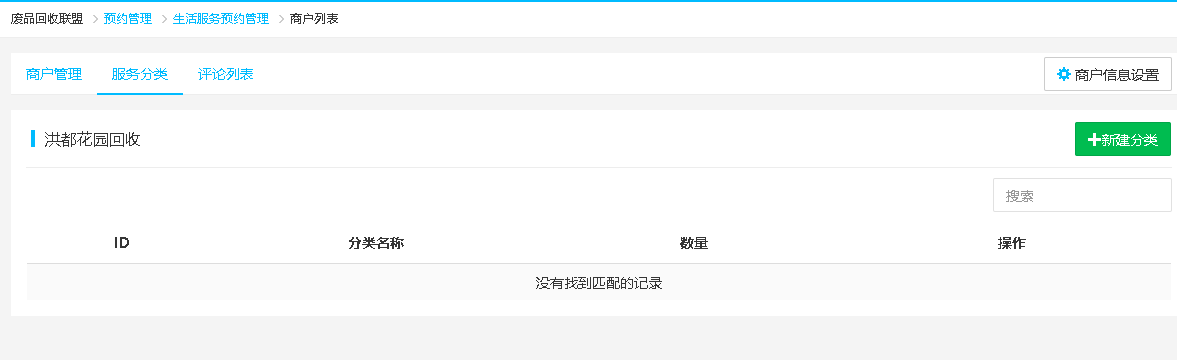 废品回收联盟 > 预约管理 > 生活服务预约管理 > 商户列表
商户管理 服务分类 评论列表 商户信息设置
洪都花园回收 +新建分类
搜索
ID 分类名称 数量 操作
没有找到匹配的记录